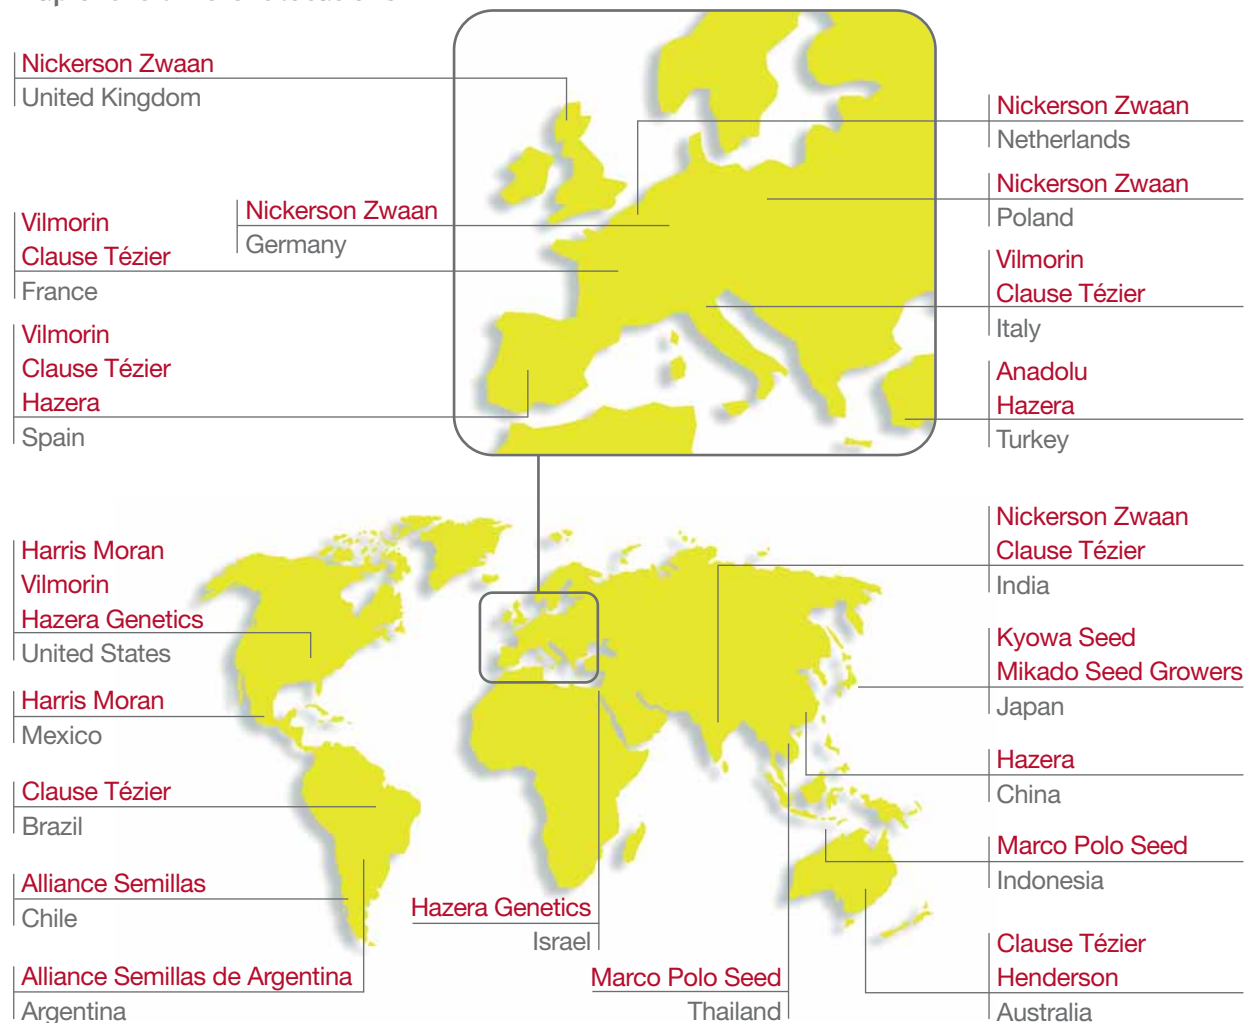 Nickerson Zwaan
United Kingdom
Nickerson Zwaan
Netherlands
Nickerson Zwaan
Poland
Vilmorin
Clause Tézier
France
Nickerson Zwaan
Germany
Vilmorin
Clause Tézier
Italy
Vilmorin
Clause Tézier
Hazera
Spain
Anadolu
Hazera
Turkey
Harris Moran
Vilmorin
Hazera Genetics
United States
Harris Moran
Mexico
Clause Tézier
Brazil
Alliance Semillas
Chile
Alliance Semillas de Argentina
Argentina
Hazera Genetics
Israel
Marco Polo Seed
Thailand
Nickerson Zwaan
Clause Tézier
India
Kyowa Seed
Mikado Seed Growers
Japan
Hazera
China
Marco Polo Seed
Indonesia
Clause Tézier
Henderson
Australia